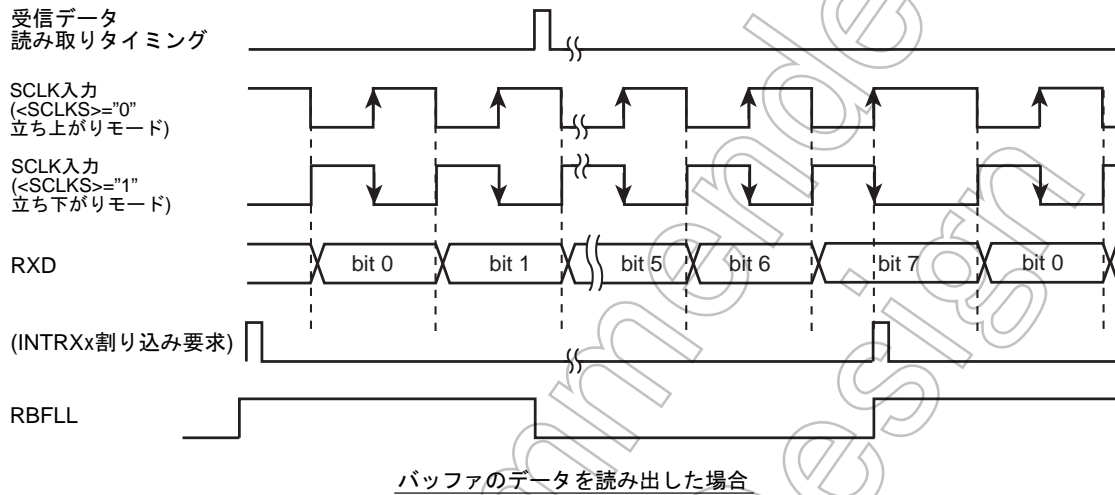 受信データ
読み取りタイミング
SCLK入力
(<SCLKS>="0"
立ち上がりモード)
SCLK入力
(<SCLKS>="1"
立ち下がりモード)
RXD
bit 0
bit 1
bit 5
bit 6
bit 7
bit 0
(INTRXx割り込み要求)
RBFLL
バッファのデータを読み出した場合